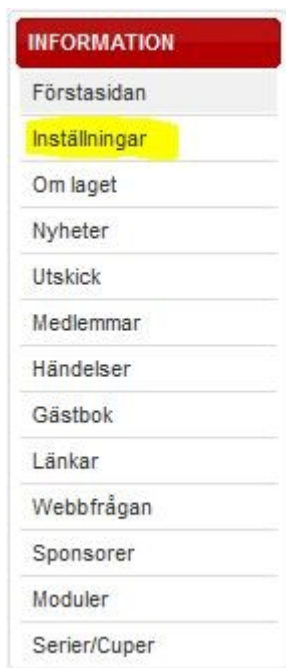 INFORMATION
Förstasidan
Inställningar
Om laget
Nyheter
Utskick
Medlemmar
Händelser
Gästbok
Länkar
Webbfrågan
Sponsorer
Moduler
Serier/Cuper